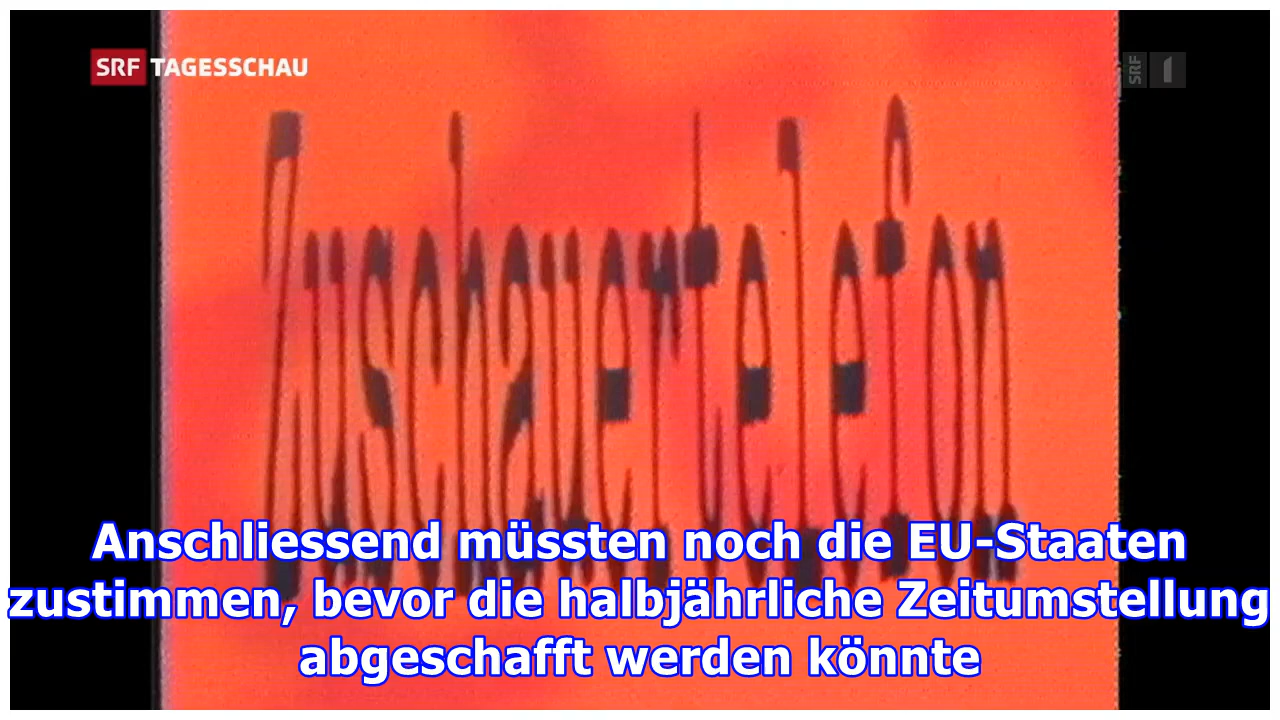 SRF TAGESSCHAU
SRF 1
Zuschauertelefon
Anschliessend müssten noch die EU-Staaten
zustimmen, bevor die halbjährliche Zeitumstellung
abgeschafft werden könnte